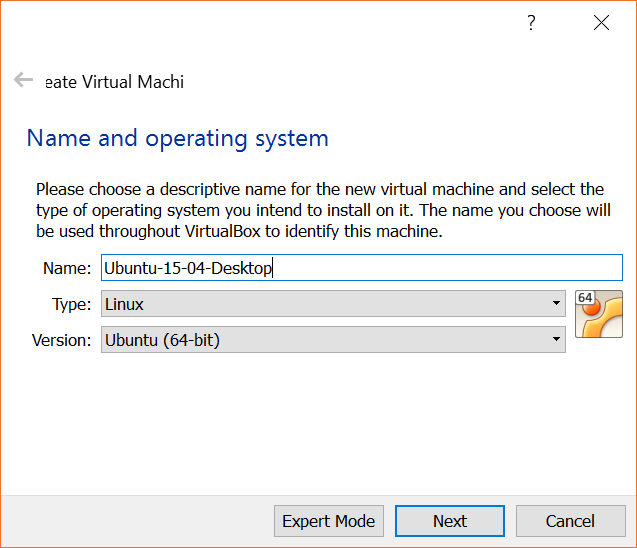 ?
eate Virtual Machi
Name and operating system
Please choose a descriptive name for the new virtual machine and select the
type of operating system you intend to install on it. The name you choose will
be used throughout VirtualBox to identify this machine.
Name: Ubuntu-15-04-Desktop
Type: Linux
64
Version: Ubuntu (64-bit)
Expert Mode Next Cancel